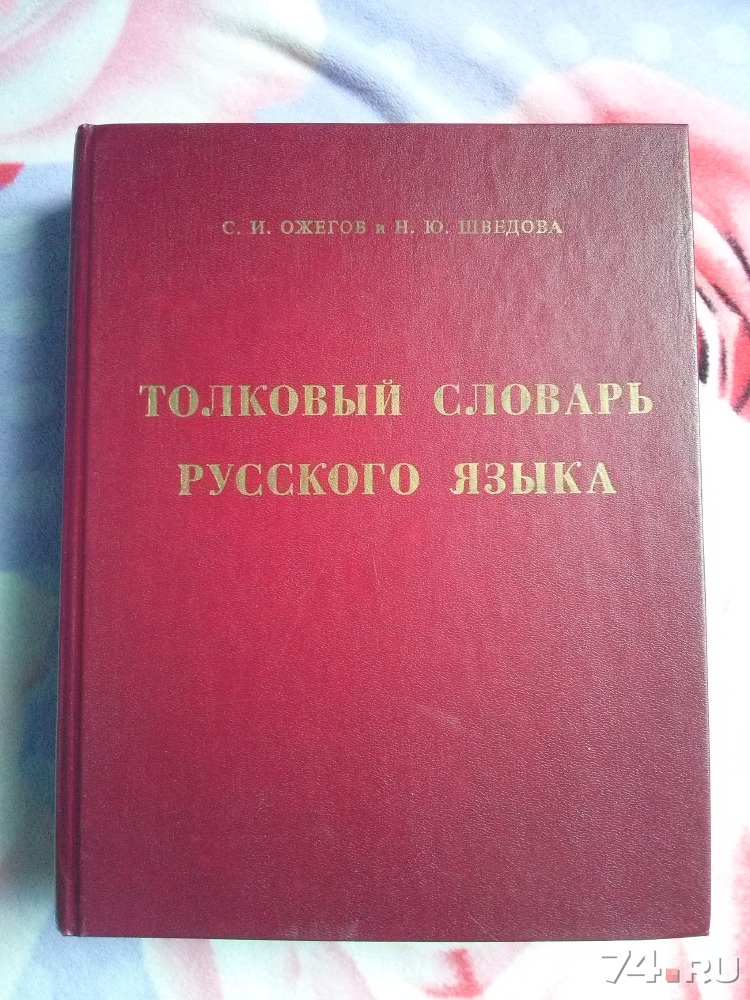 С. И. ОЖЕГОВ и Н. Ю. ШВЕДОВА
ТОЛКОВЫЙ СЛОВАРЬ
РУССКОГО ЯЗЫКА
74.RU